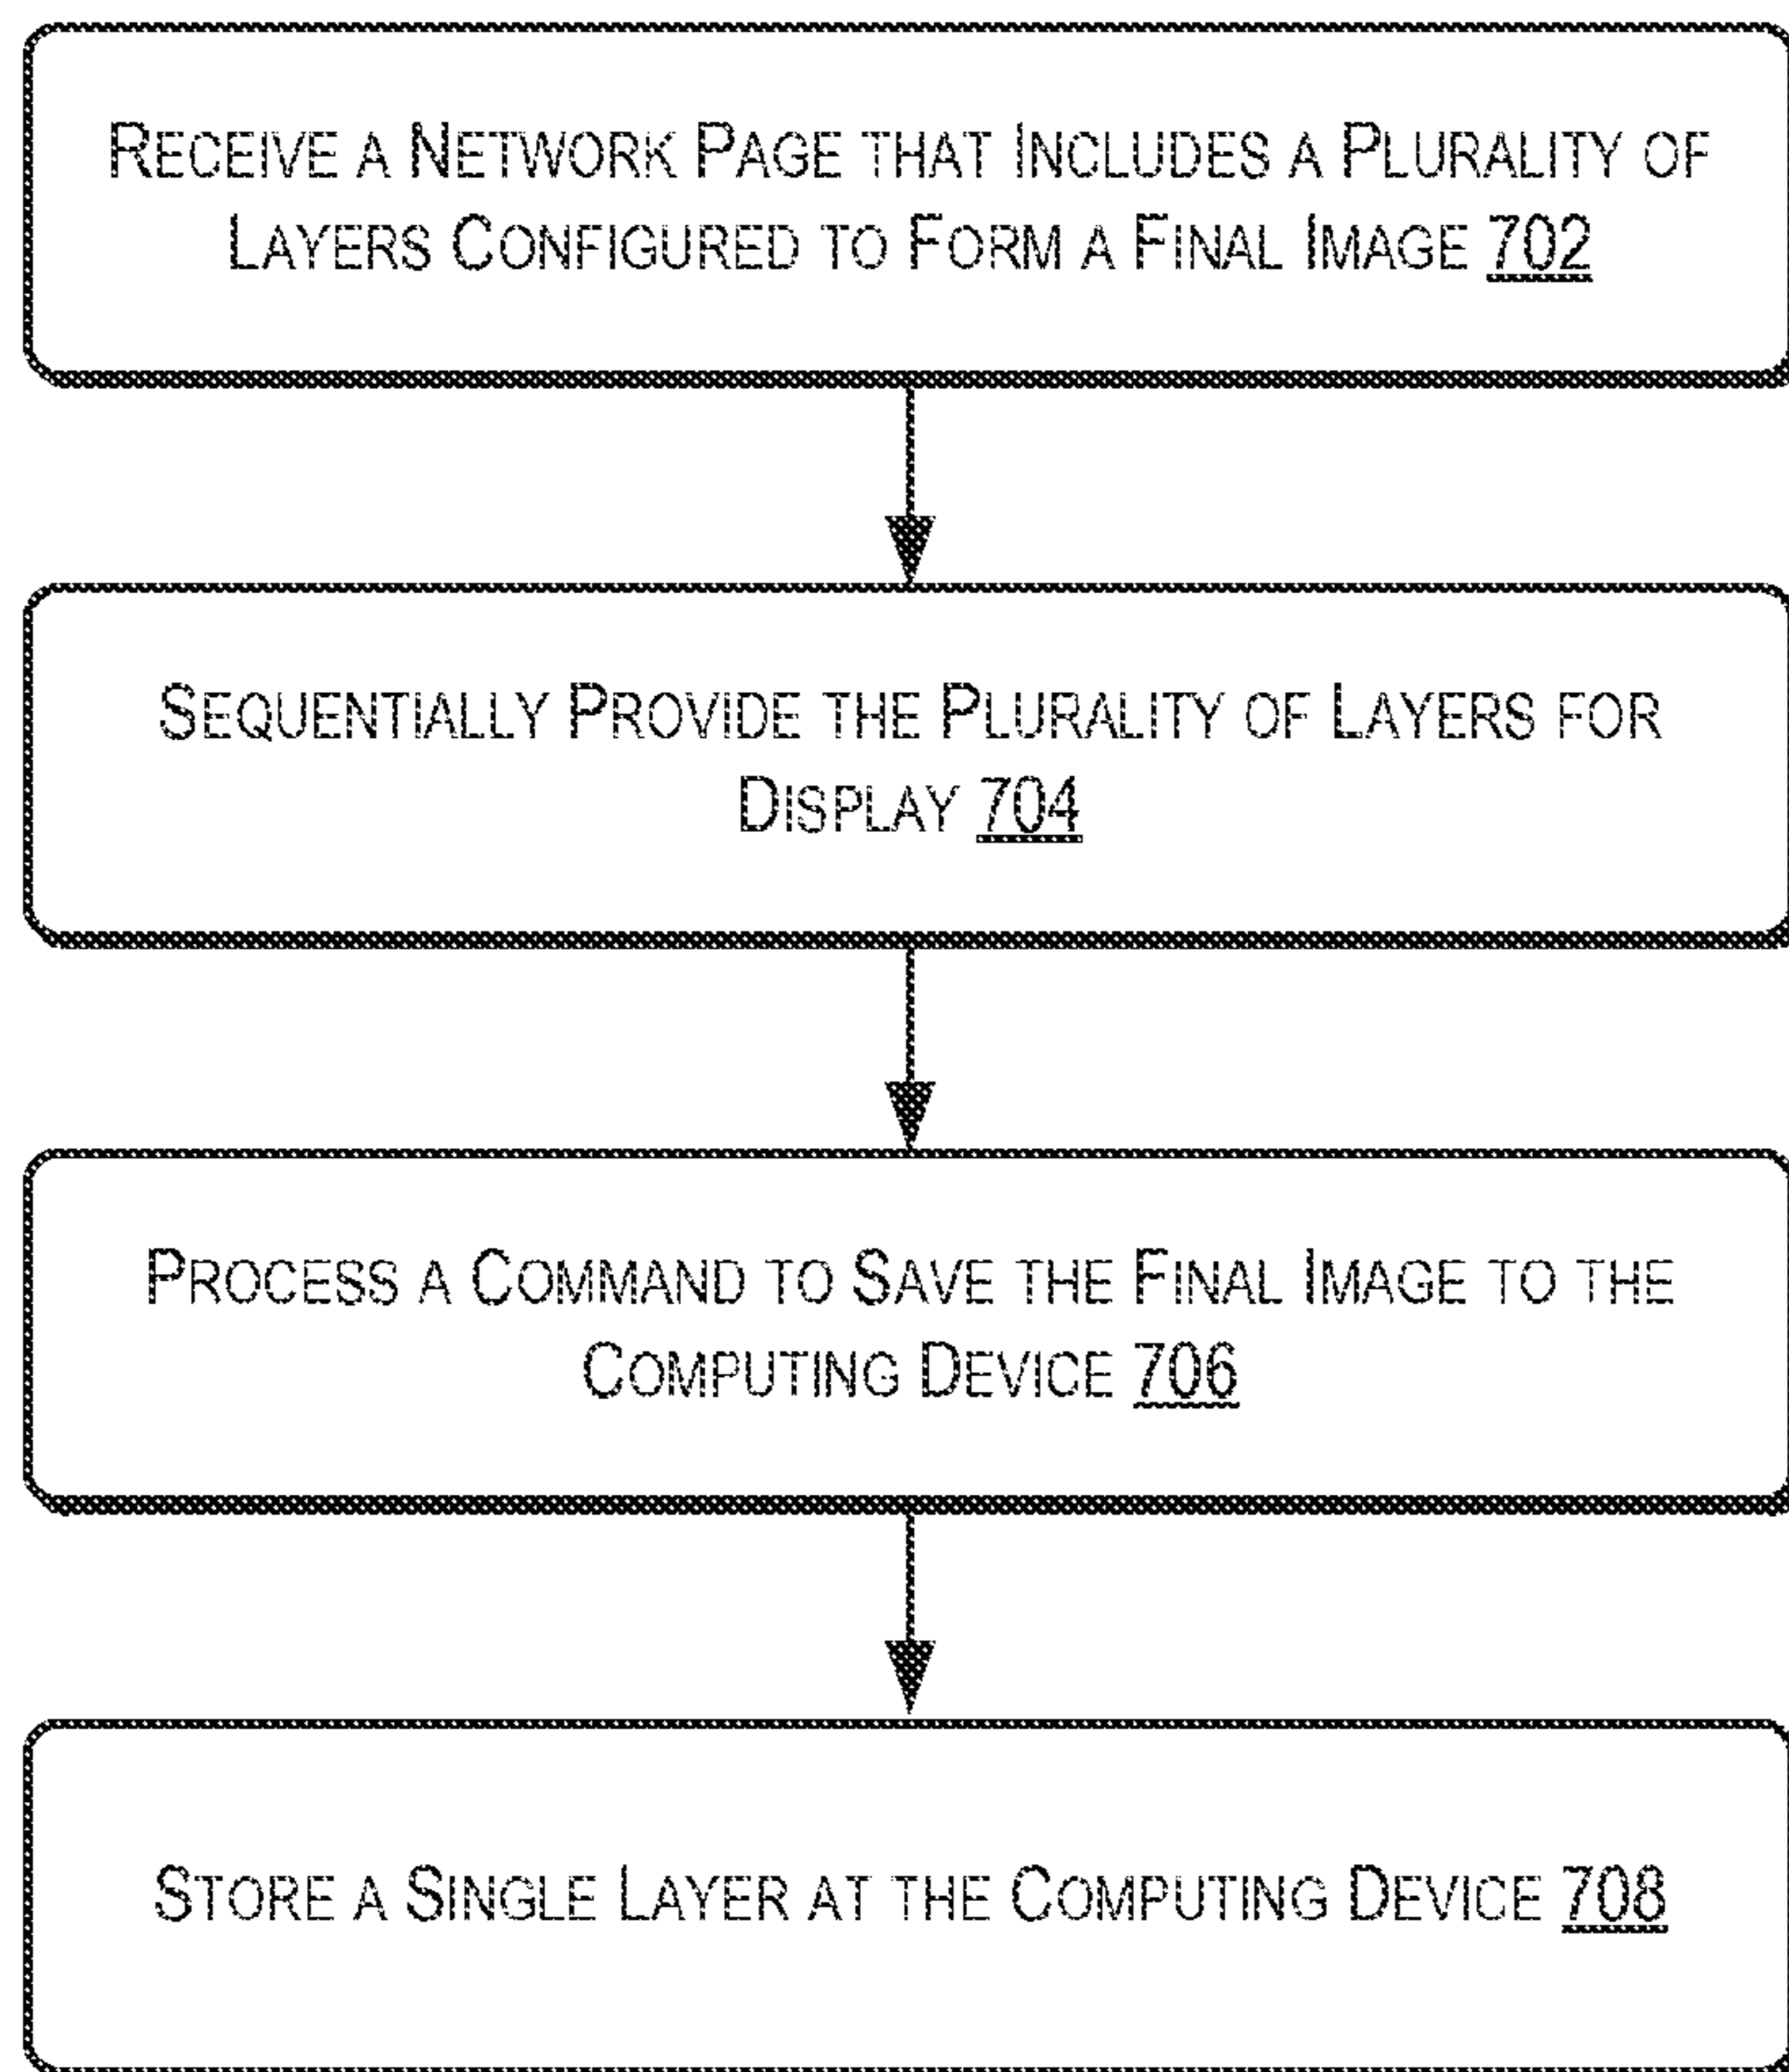 RECEIVE A NETWORK PAGE THAT INCLUDES A PLURALITY OF
LAYERS CONFIGURED TO FORM A FINAL IMAGE 702
SEQUENTIALLY PROVIDE THE PLURALITY OF LAYERS FOR
DISPLAY 704
PROCESS A COMMAND TO SAVE THE FINAL IMAGE TO THE
COMPUTING DEVICE 706
STORE A SINGLE LAYER AT THE COMPUTING DEVICE 708